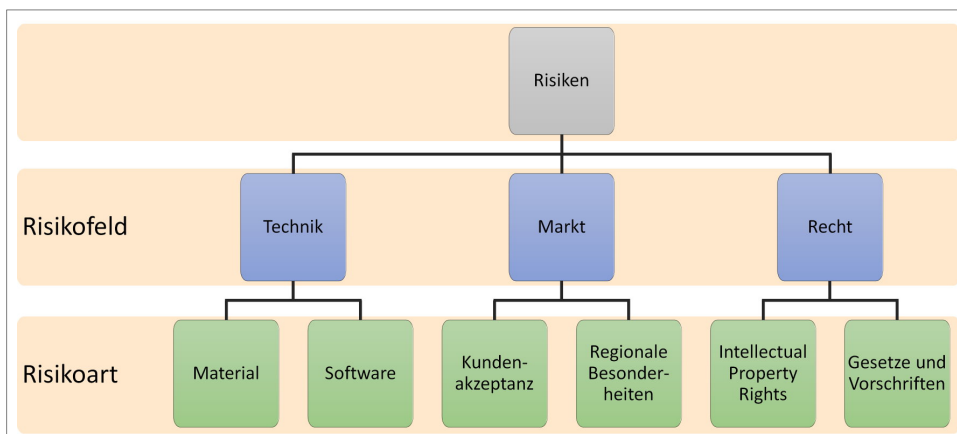 Risiken
Risikofeld
Technik
Markt
Recht
Risikoart
Material
Software
Kunden-
akzeptanz
Regionale
Besonder-
heiten
Intellectual
Property
Rights
Gesetze und
Vorschriften